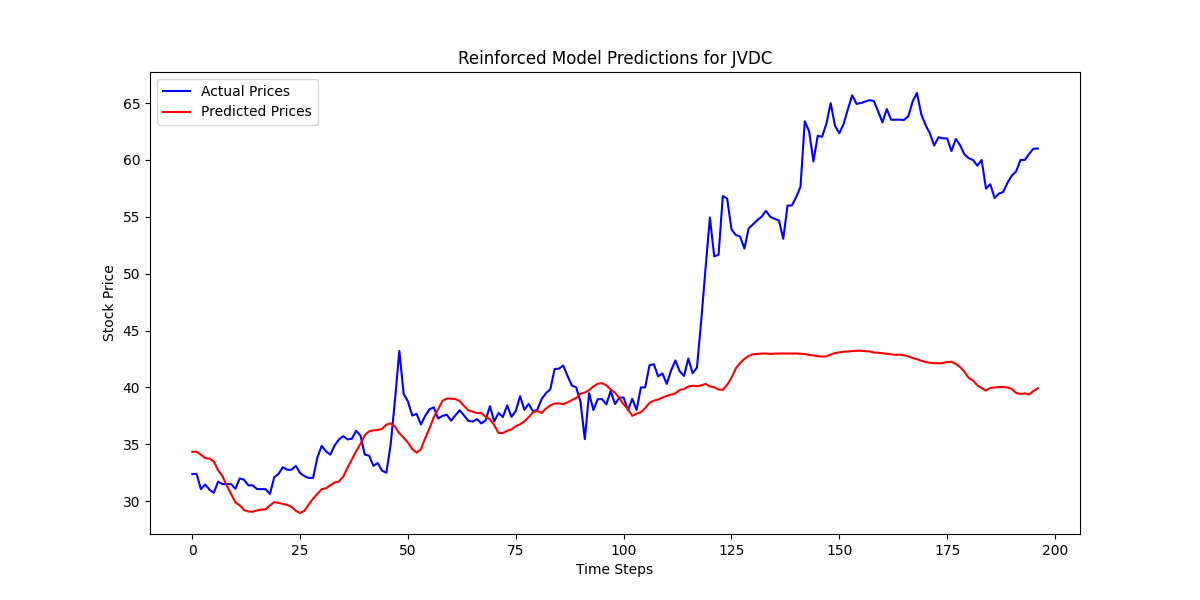 Reinforced Model Predictions for JVDC
Actual Prices
Predicted Prices
Stock Price
65
60
55
50
45
40
35
30
0 25 50 75 100 125 150 175 200
Time Steps